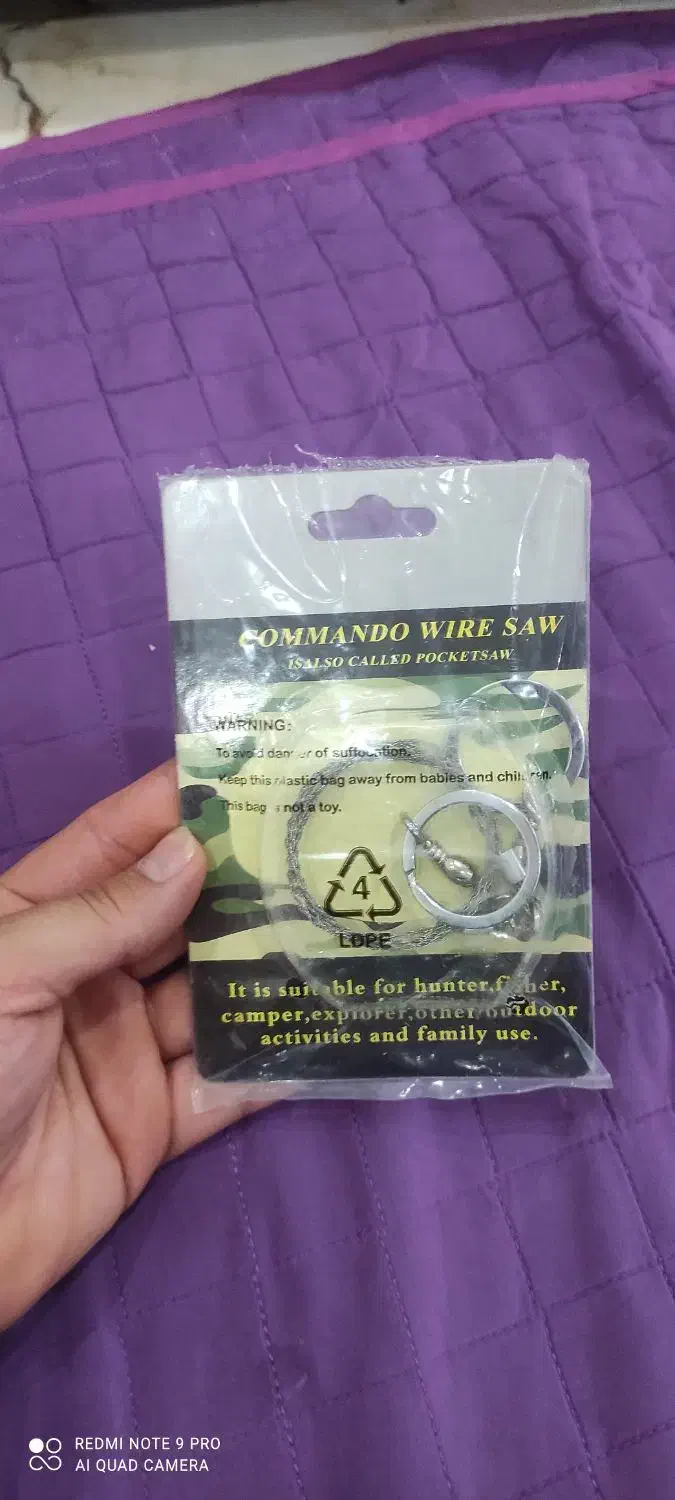 COMMANDO WIRE SAW
ISALSO CALLED POCKETSAW
WARNING:
To avoid danger of suffocation.
Keep this plastic bag away from babies and children.
This bag is not a toy.
4
LDPE
It is suitable for hunter,fisher,
camper,explorer,other outdoor
activities and family use.
REDMI NOTE 9 PRO
AI QUAD CAMERA